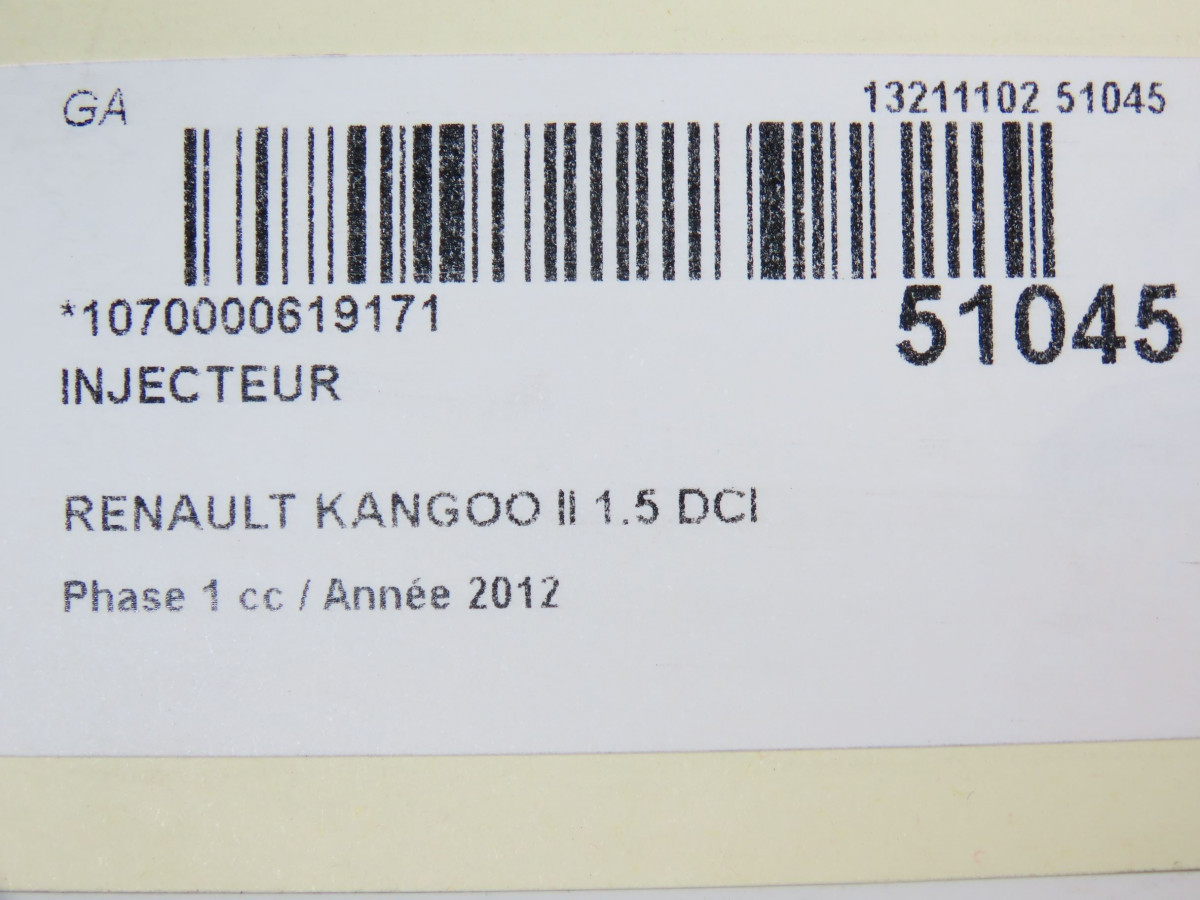 GA
13211102 51045
*1070000619171
51045
INJECTEUR
RENAULT KANGOO II 1.5 DCI
Phase 1 cc / Année 2012